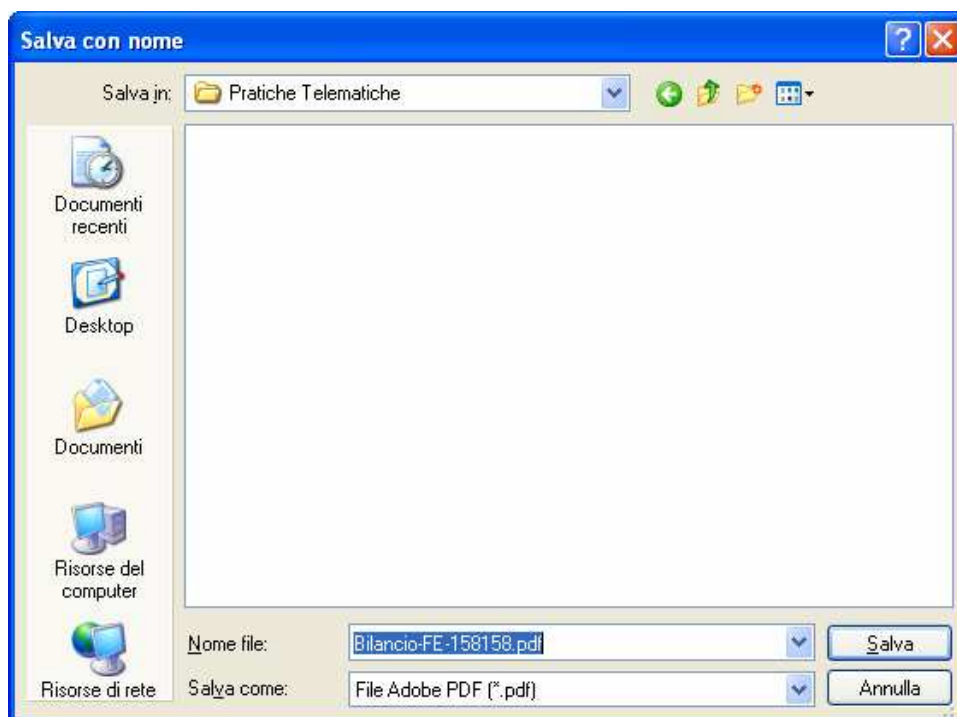 Salva con nome
Salva in:
Pratiche Telematiche
Documenti
recenti
Desktop
Documenti
Risorse del
computer
Risorse di rete
Nome file:
Bilancio-FE-158158.pdf
Salva
Salva come:
File Adobe PDF (*.pdf)
Annulla